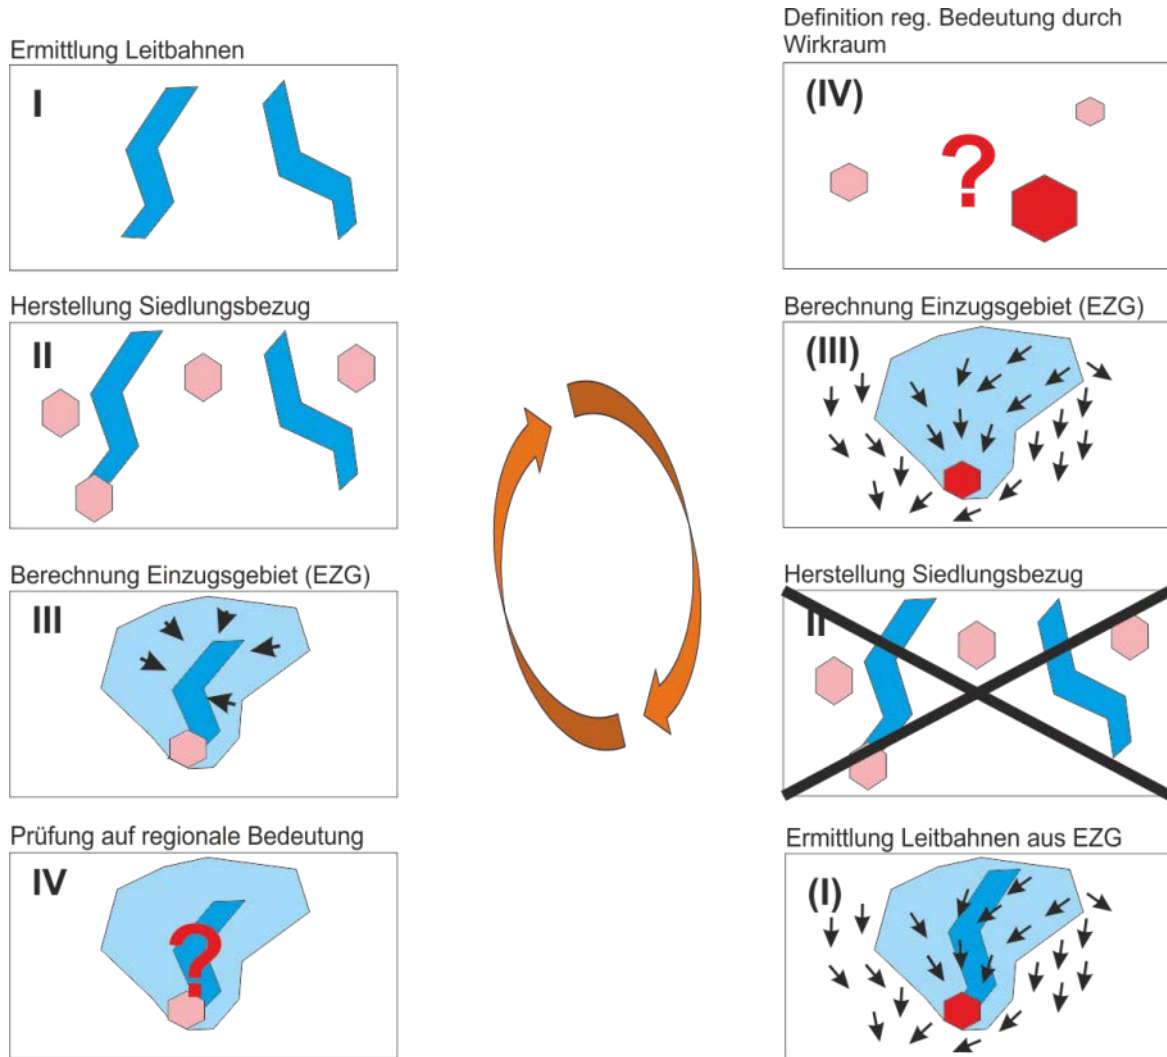 Ermittlung Leitbahnen
I
Herstellung Siedlungsbezug
II
Berechnung Einzugsgebiet (EZG)
III
Prüfung auf regionale Bedeutung
IV
?
Definition reg. Bedeutung durch
Wirkraum
(IV)
?
Berechnung Einzugsgebiet (EZG)
(III)
Herstellung Siedlungsbezug
II
Ermittlung Leitbahnen aus EZG
(I)